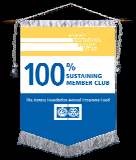 100%
SUSTAINING
MEMBER CLUB
The Rotary Foundation Annual Programs Fund